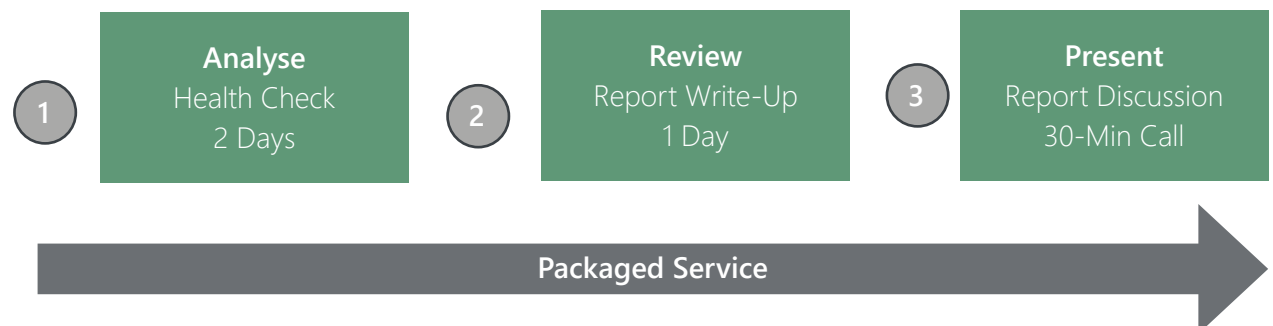 1
Analyse
Health Check
2 Days
2
Review
Report Write-Up
1 Day
3
Present
Report Discussion
30-Min Call
Packaged Service